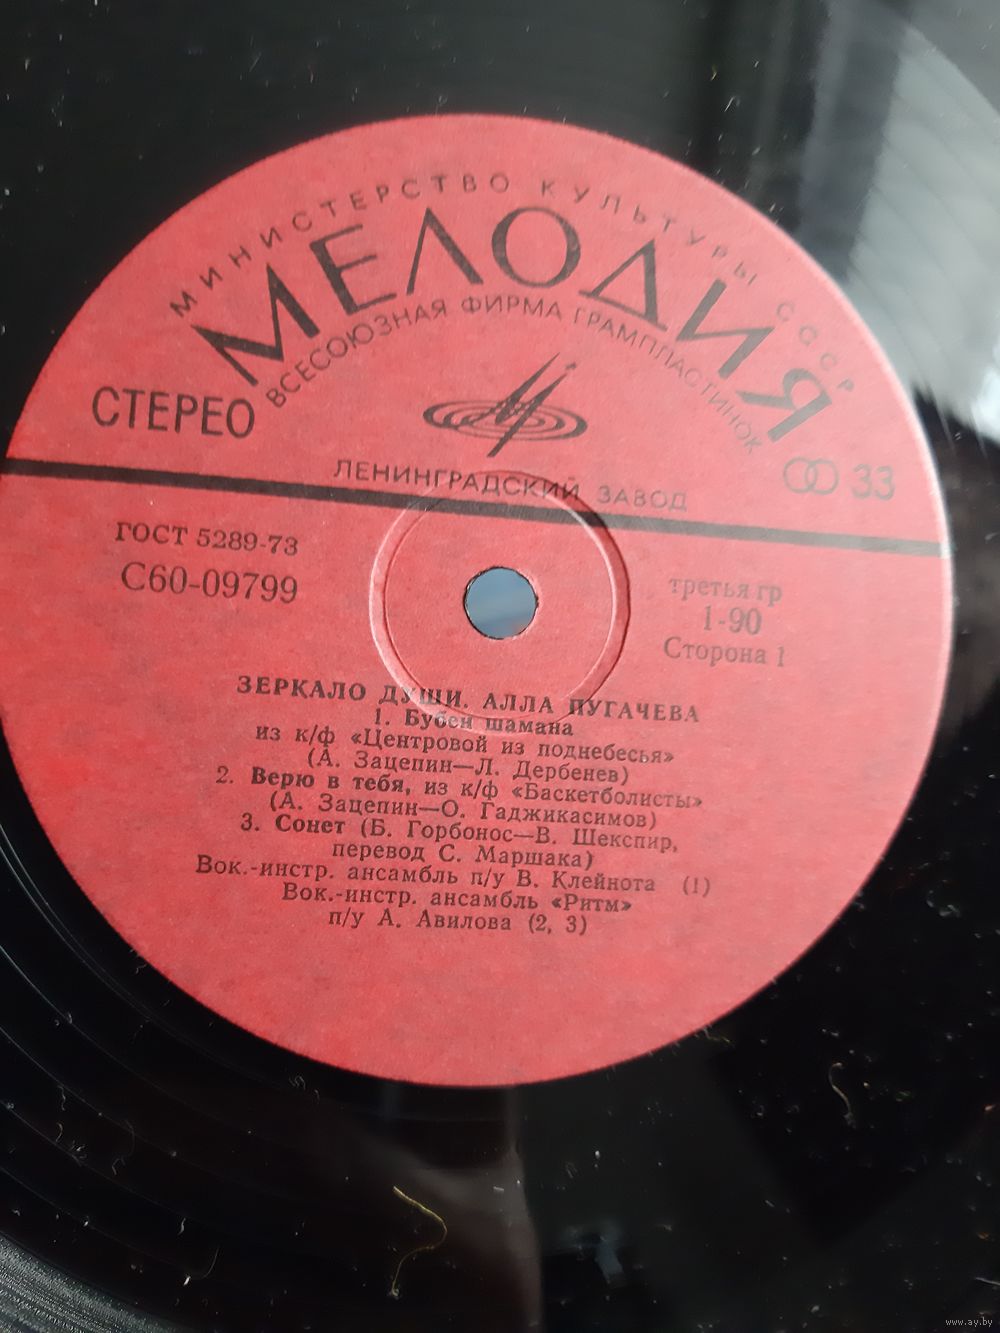 МИНИСТЕРСТВО КУЛЬТУРЫ СССР
МЕЛОДИЯ
ВСЕСОЮЗНАЯ ФИРМА ГРАМПЛАСТИНОК
СТЕРЕО
33
ЛЕНИНГРАДСКИЙ ЗАВОД
ГОСТ 5289-73
С60-09799
третья гр
1-90
Сторона 1
ЗЕРКАЛО ДУШИ. АЛЛА ПУГАЧЕВА
1. Бубен шамана
из к/ф «Центровой из поднебесья»
(А. Зацепин—Л. Дербенев)
2. Верю в тебя, из к/ф «Баскетболисты»
(А. Зацепин—О. Гаджикасимов)
3. Сонет (Б. Горбонос—В. Шекспир,
перевод С. Маршака)
Вок.-инстр. ансамбль п/у В. Клейнота (1)
Вок.-инстр. ансамбль «Ритм»
п/у А. Авилова (2, 3)
www.ay.by